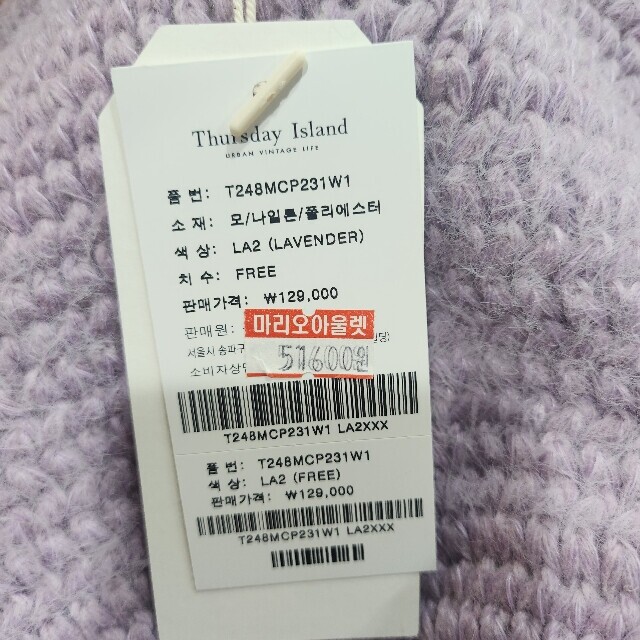 Thursday Island
URBAN VINTAGE LIFE
품 번: T248MCP231W1
소 재: 모/나일론/폴리에스터
색 상: LA2 (LAVENDER)
치 수: FREE
판매가격: ₩129,000
판매원:
마리오아울렛
서울시 송파구
51600원
소비자상
T248MCP231W1 LA2XXX
품 번: T248MCP231W1
색 상: LA2 (FREE)
판매가격: ₩129,000
T248MCP231W1 LA2XXX